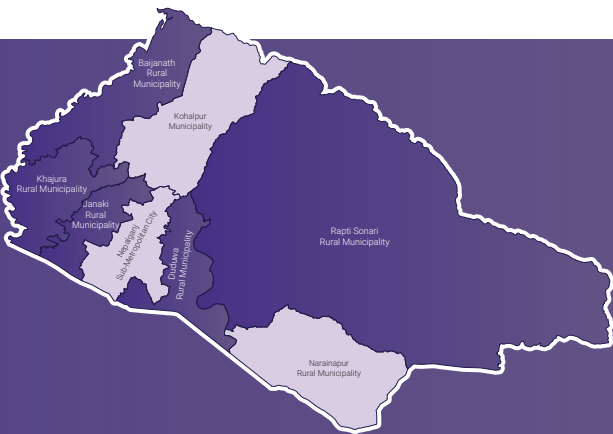 Baijanath
Rural
Municipality
Kohalpur
Municipality
Khajura
Rural Municipality
Janaki
Rural
Municipality
Nepalganj
Sub-Metropolitan City
Duduwa
Rural Municipality
Rapti Sonari
Rural Municipality
Narainapur
Rural Municipality